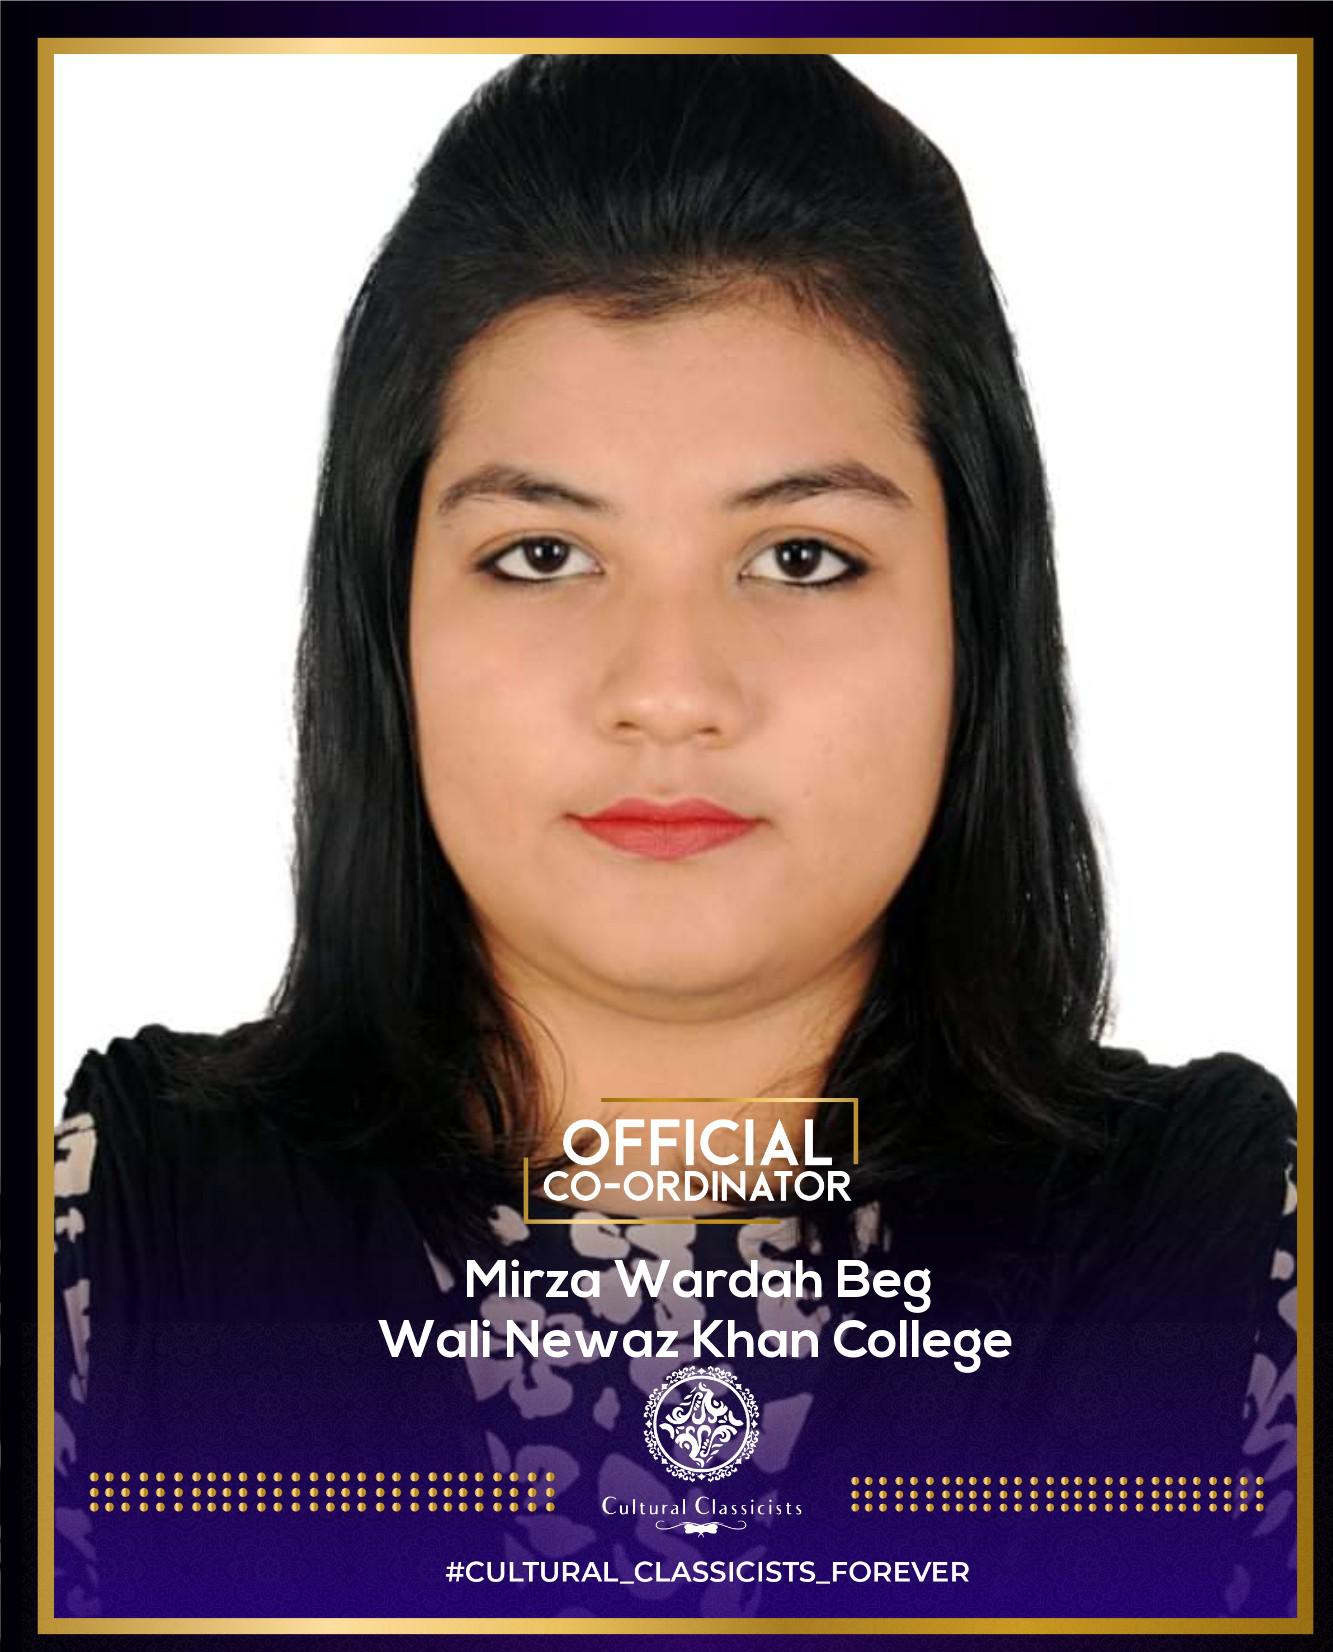 OFFICIAL
CO-ORDINATOR
Mirza Wardah Beg
Wali Newaz Khan College
Cultural Classicists
#CULTURAL_CLASSICISTS_FOREVER